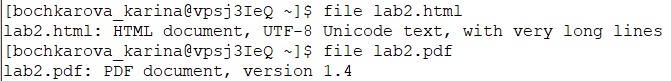 [bochkarova_karina@vpsj3IeQ ~]$ file lab2.html
lab2.html: HTML document, UTF-8 Unicode text, with very long lines
[bochkarova_karina@vpsj3IeQ ~]$ file lab2.pdf
lab2.pdf: PDF document, version 1.4